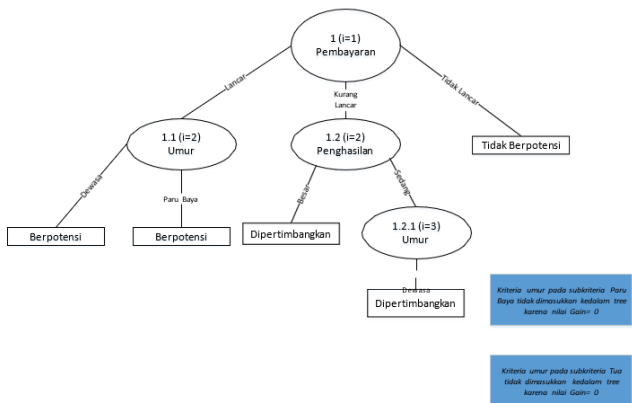 1 (i=1)
Pembayaran
Lancar
Kurang
Lancar
Tidak Lancar
1.1 (i=2)
Umur
1.2 (i=2)
Penghasilan
Tidak Berpotensi
Dewasa
Paru Baya
Besar
Sedang
Berpotensi
Berpotensi
Dipertimbangkan
1.2.1 (i=3)
Umur
Dewasa
Dipertimbangkan
Kriteria umur pada subkriteria Paru
Baya tidak dimasukkan kedalam tree
karena nilai Gain= 0
Kriteria umur pada subkriteria Tua
tidak dimasukkan kedalam tree
karena nilai Gain= 0